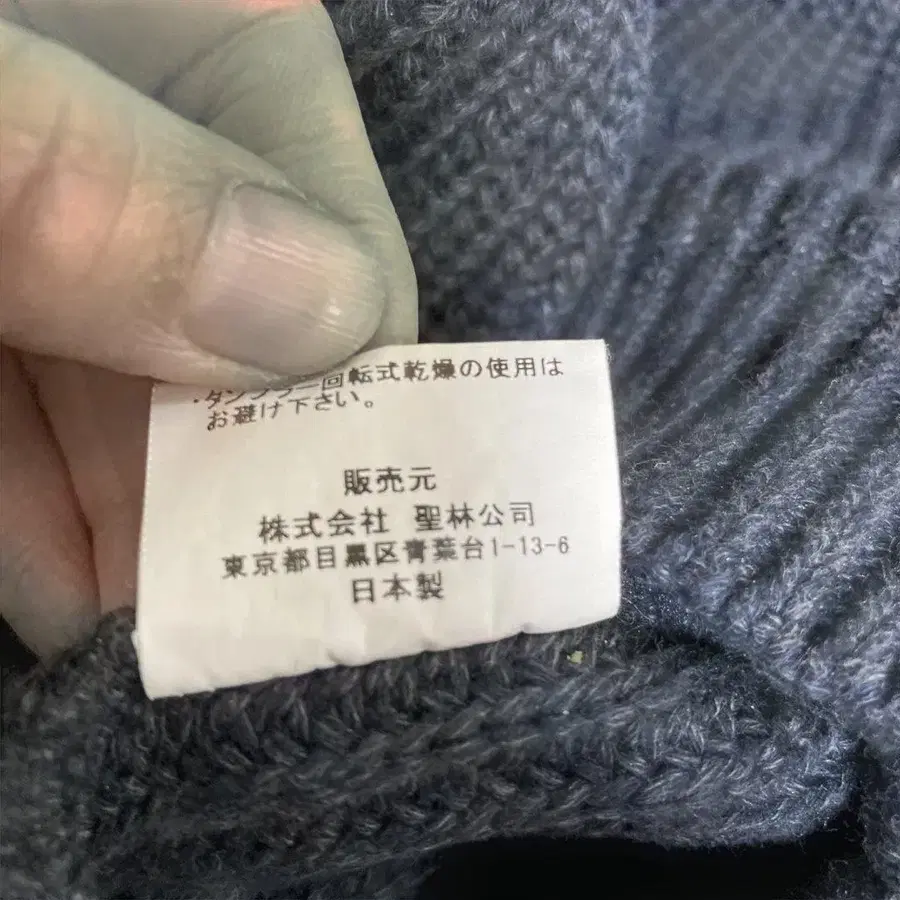 ・タンブラー回転式乾燥の使用は
お避け下さい。
販売元
株式会社 聖林公司
東京都目黒区青葉台1-13-6
日本製